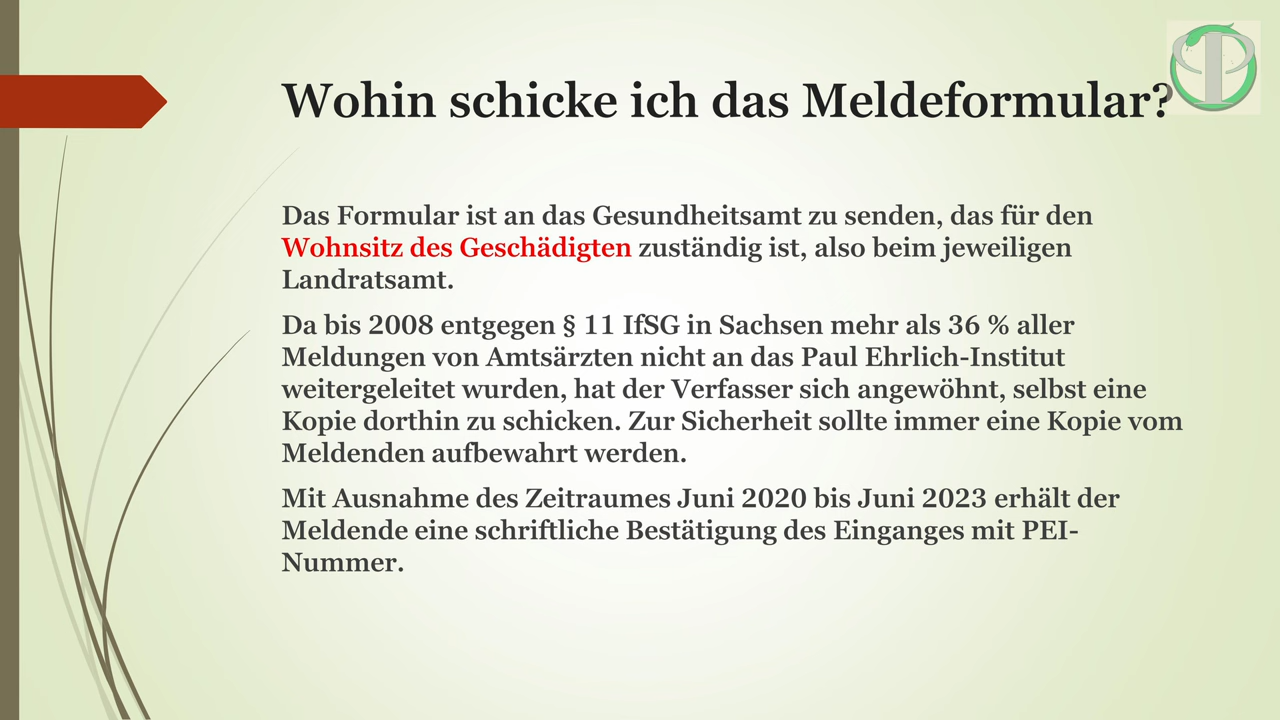 Wohin schicke ich das Meldeformular?
Das Formular ist an das Gesundheitsamt zu senden, das für den
Wohnsitz des Geschädigten zuständig ist, also beim jeweiligen
Landratsamt.
Da bis 2008 entgegen § 11 IfSG in Sachsen mehr als 36 % aller
Meldungen von Amtsärzten nicht an das Paul Ehrlich-Institut
weitergeleitet wurden, hat der Verfasser sich angewöhnt, selbst eine
Kopie dorthin zu schicken. Zur Sicherheit sollte immer eine Kopie vom
Meldenden aufbewahrt werden.
Mit Ausnahme des Zeitraumes Juni 2020 bis Juni 2023 erhält der
Meldende eine schriftliche Bestätigung des Einganges mit PEI-
Nummer.